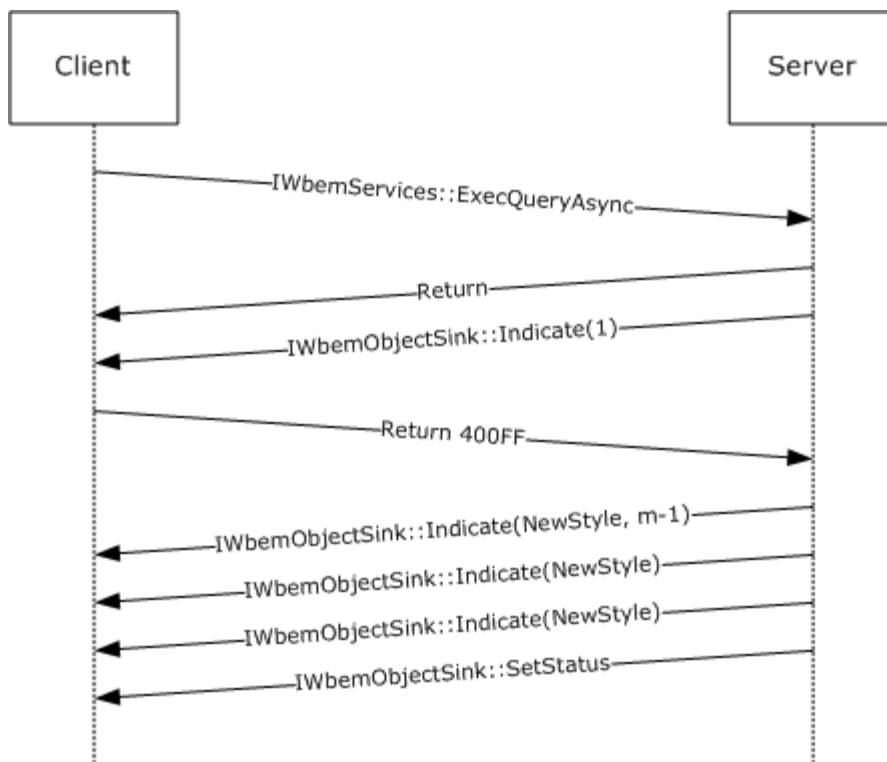 Client
Server
IWbemServices::ExecQueryAsync
Return
IWbemObjectSink::Indicate(1)
Return 400FF
IWbemObjectSink::Indicate(NewStyle, m-1)
IWbemObjectSink::Indicate(NewStyle)
IWbemObjectSink::Indicate(NewStyle)
IWbemObjectSink::SetStatus